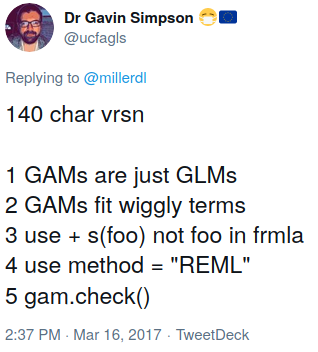 Dr Gavin Simpson 😷🇪🇺
@ucfagls
Replying to @millerdl
140 char vrsn
1 GAMs are just GLMs
2 GAMs fit wiggly terms
3 use + s(foo) not foo in frmla
4 use method = "REML"
5 gam.check()
2:37 PM · Mar 16, 2017 · TweetDeck